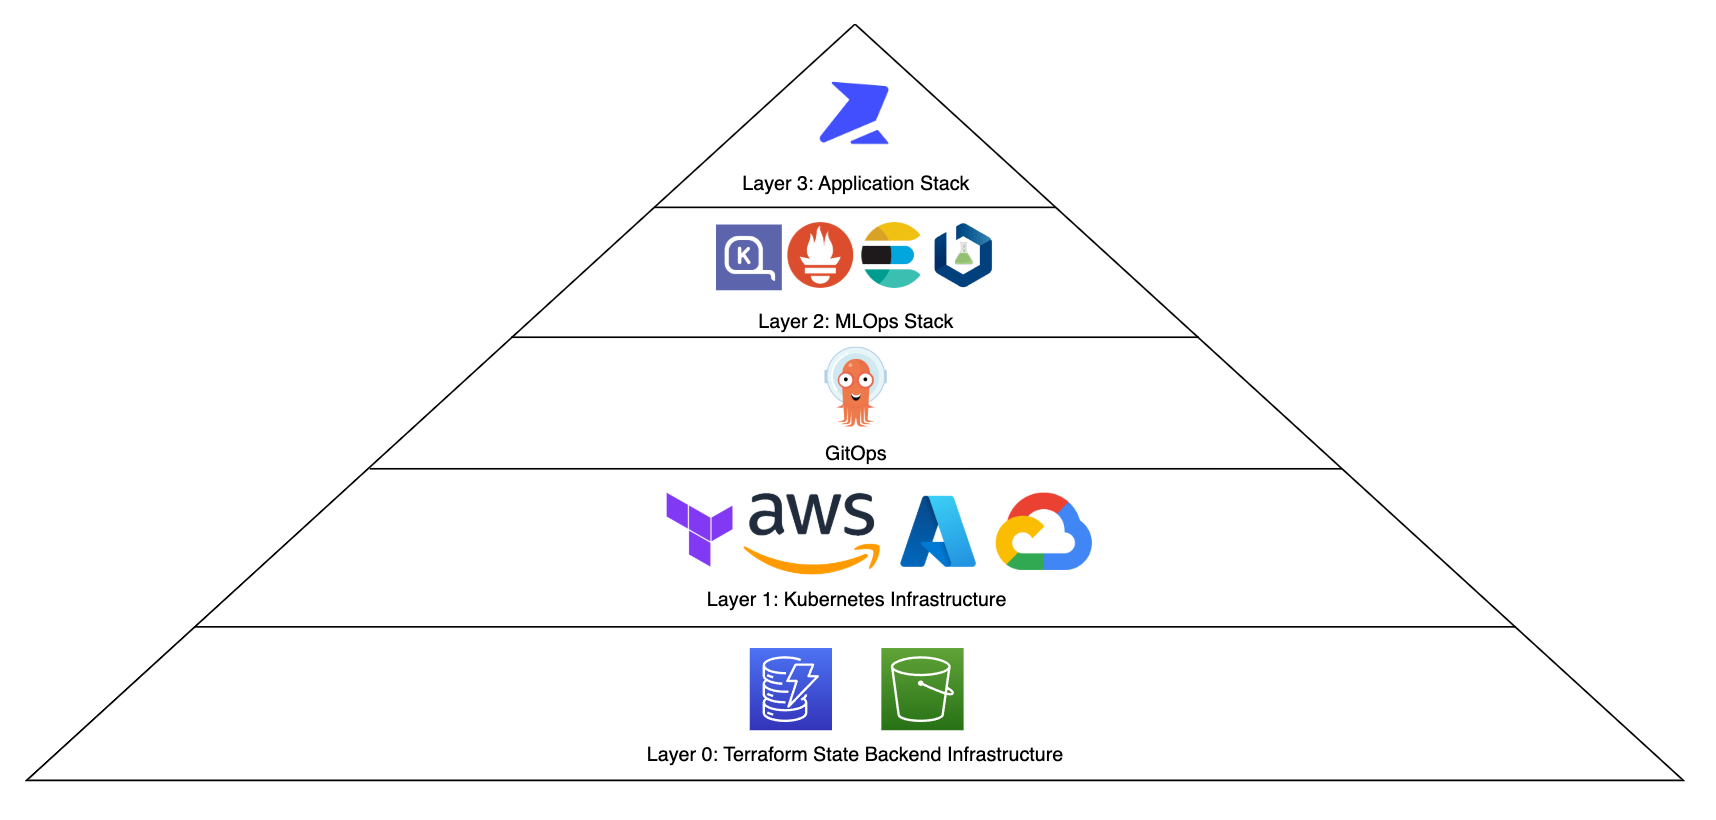 Layer 3: Application Stack
K
Layer 2: MLOps Stack
GitOps
aws
Layer 1: Kubernetes Infrastructure
Layer 0: Terraform State Backend Infrastructure